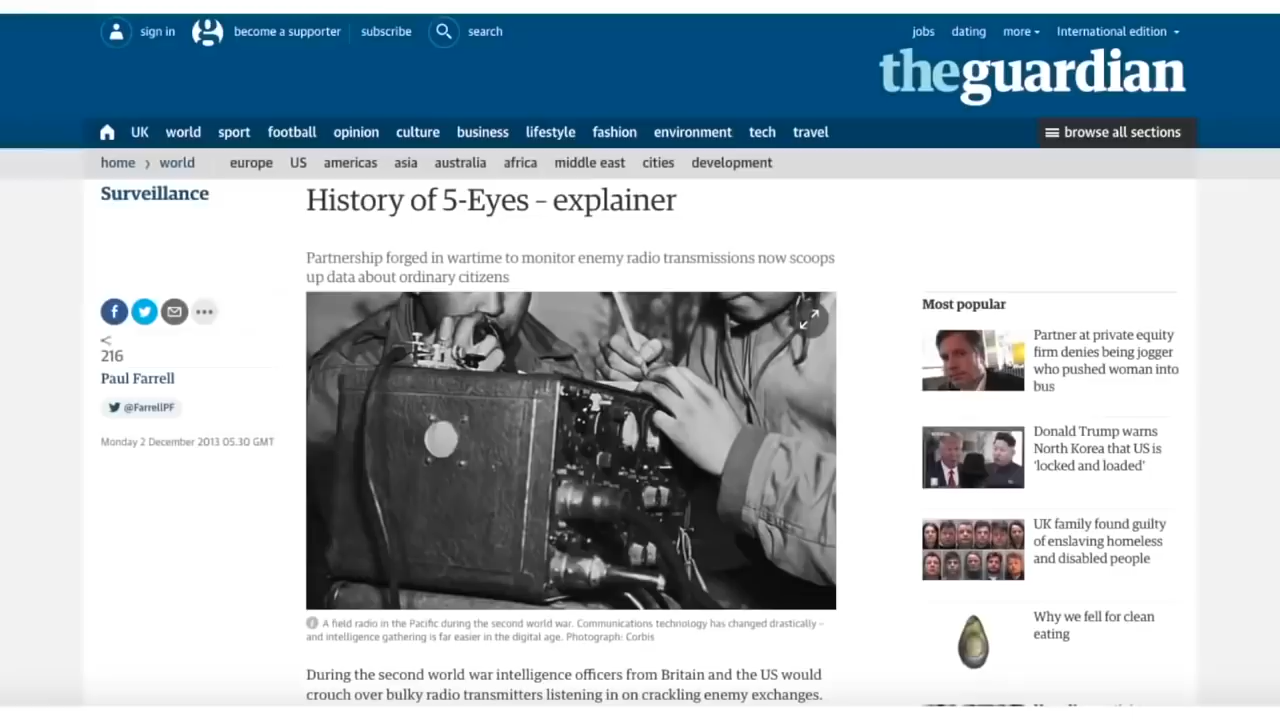 sign in
become a supporter
subscribe
search
jobs
dating
more
International edition
theguardian
UK
world
sport
football
opinion
culture
business
lifestyle
fashion
environment
tech
travel
browse all sections
home
world
europe
US
americas
asia
australia
africa
middle east
cities
development
Surveillance
History of 5-Eyes – explainer
Partnership forged in wartime to monitor enemy radio transmissions now scoops
up data about ordinary citizens
216
Paul Farrell
@FarrellPF
Monday 2 December 2013 05.30 GMT
A field radio in the Pacific during the second world war. Communications technology has changed drastically –
and intelligence gathering is far easier in the digital age. Photograph: Corbis
During the second world war intelligence officers from Britain and the US would
crouch over bulky radio transmitters listening in on crackling enemy exchanges.
Most popular
Partner at private equity
firm denies being jogger
who pushed woman into
bus
Donald Trump warns
North Korea that US is
'locked and loaded'
UK family found guilty
of enslaving homeless
and disabled people
Why we fell for clean
eating